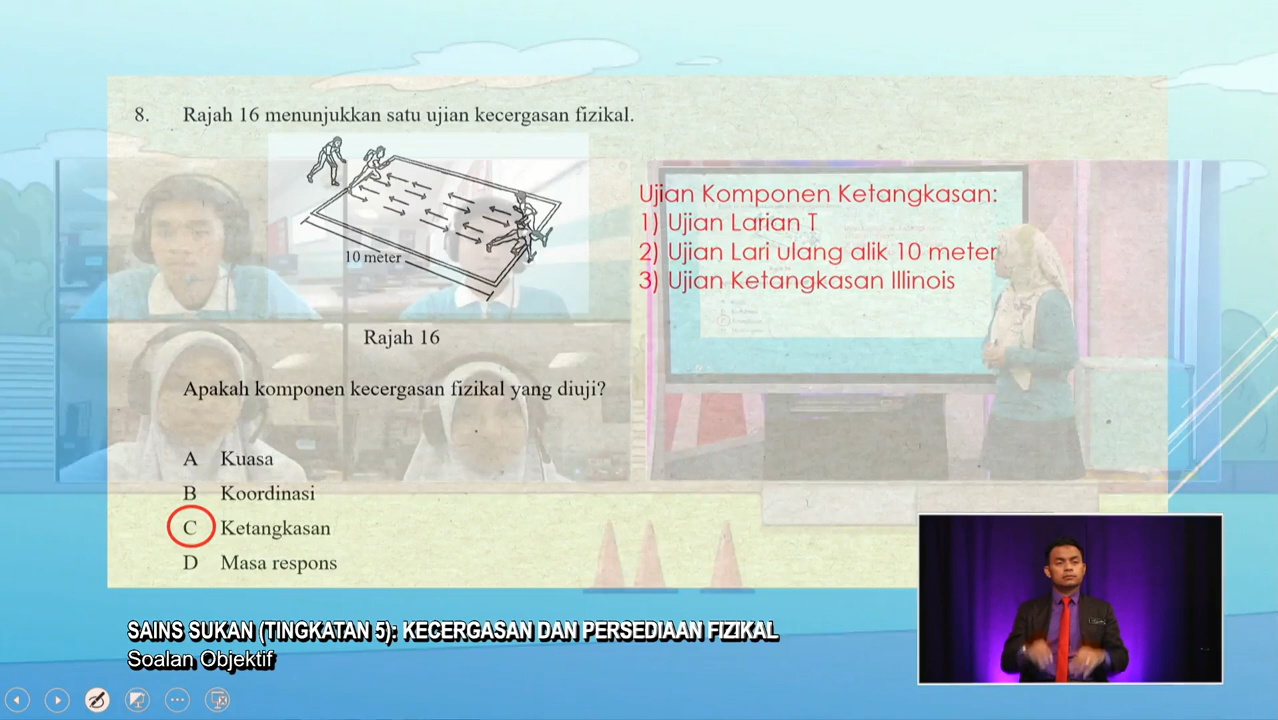 8. Rajah 16 menunjukkan satu ujian kecergasan fizikal.
10 meter
Rajah 16
Apakah komponen kecergasan fizikal yang diuji?
A Kuasa
B Koordinasi
C Ketangkasan
D Masa respons
Ujian Komponen Ketangkasan:
1) Ujian Larian T
2) Ujian Lari ulang alik 10 meter
3) Ujian Ketangkasan Illinois
SAINS SUKAN (TINGKATAN 5): KECERGASAN DAN PERSEDIAAN FIZIKAL
Soalan Objektif